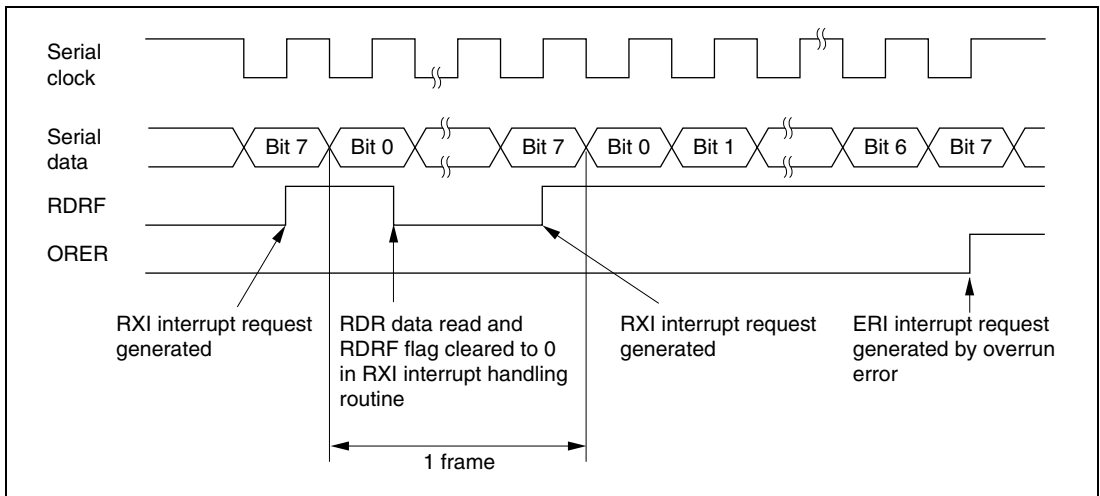 Serial
clock
Serial
data
Bit 7 Bit 0 Bit 7 Bit 0 Bit 1 Bit 6 Bit 7
RDRF
ORER
RXI interrupt request
generated
RDR data read and
RDRF flag cleared to 0
in RXI interrupt handling
routine
RXI interrupt request
generated
ERI interrupt request
generated by overrun
error
1 frame